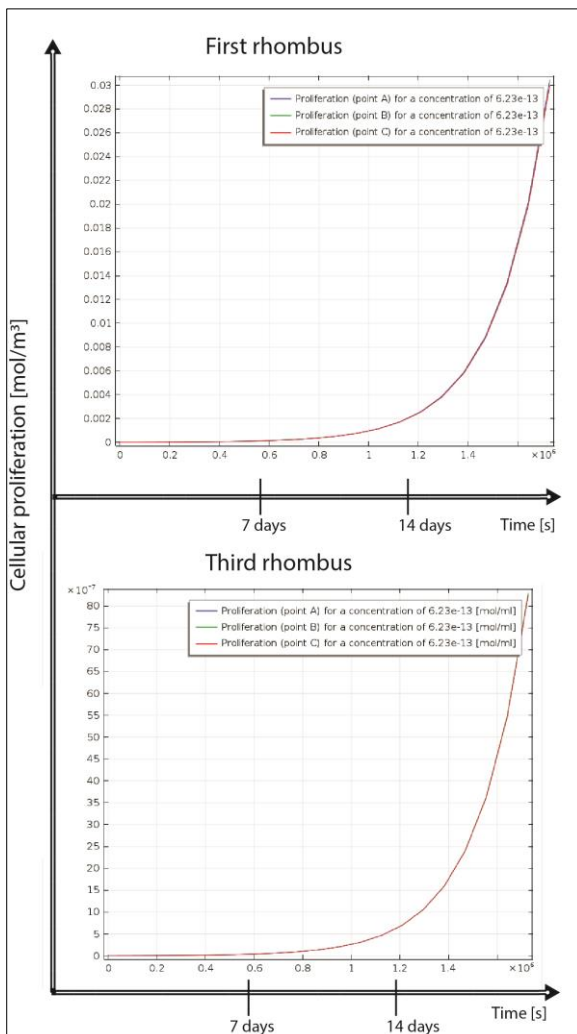 First rhombus
Cellular proliferation [mol/m³]
Proliferation (point A) for a concentration of 6.23e-13
Proliferation (point B) for a concentration of 6.23e-13
Proliferation (point C) for a concentration of 6.23e-13
0.03
0.028
0.026
0.024
0.022
0.02
0.018
0.016
0.014
0.012
0.01
0.008
0.006
0.004
0.002
0
0 0.2 0.4 0.6 0.8 1 1.2 1.4 ×10⁶
7 days 14 days Time [s]
Third rhombus
×10⁻⁷
Proliferation (point A) for a concentration of 6.23e-13 [mol/ml]
Proliferation (point B) for a concentration of 6.23e-13 [mol/ml]
Proliferation (point C) for a concentration of 6.23e-13 [mol/ml]
80
75
70
65
60
55
50
45
40
35
30
25
20
15
10
5
0
0 0.2 0.4 0.6 0.8 1 1.2 1.4 ×10⁶
7 days 14 days Time [s]